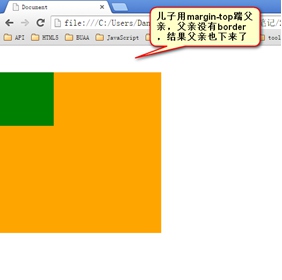 Document
file:///C:/Users/Dan
API
HTML5
BUAA
JavaScript
儿子用margin-top踹父
亲，父亲没有border
，结果父亲也下来了